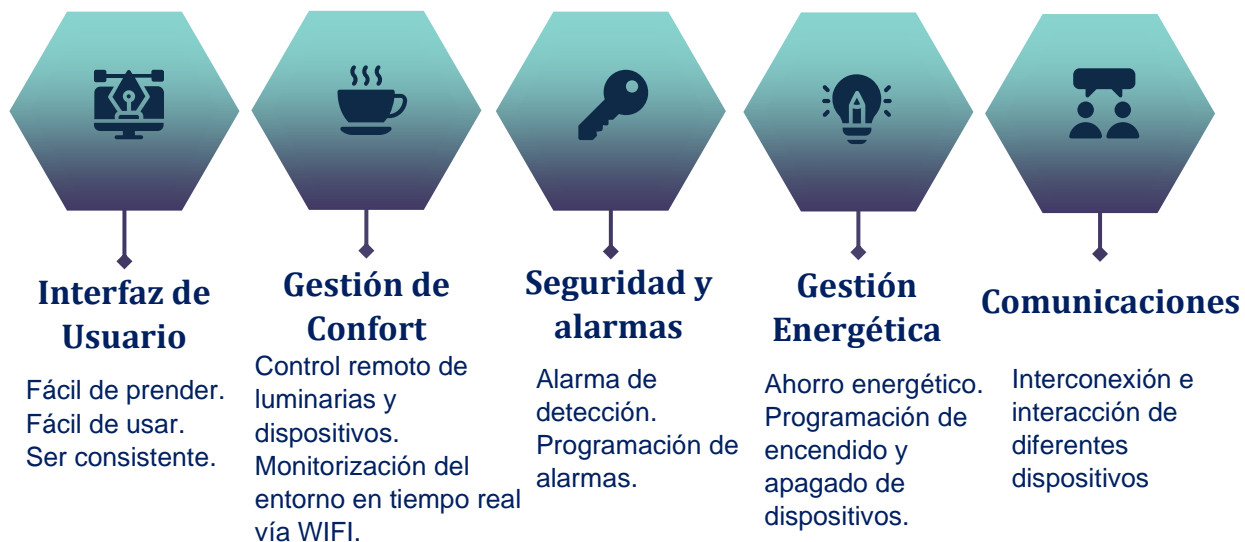 Interfaz de
Usuario
Fácil de prender.
Fácil de usar.
Ser consistente.
Gestión de
Confort
Control remoto de
luminarias y
dispositivos.
Monitorización del
entorno en tiempo real
vía WIFI.
Seguridad y
alarmas
Alarma de
detección.
Programación de
alarmas.
Gestión
Energética
Ahorro energético.
Programación de
encendido y
apagado de
dispositivos.
Comunicaciones
Interconexión e
interacción de
diferentes
dispositivos